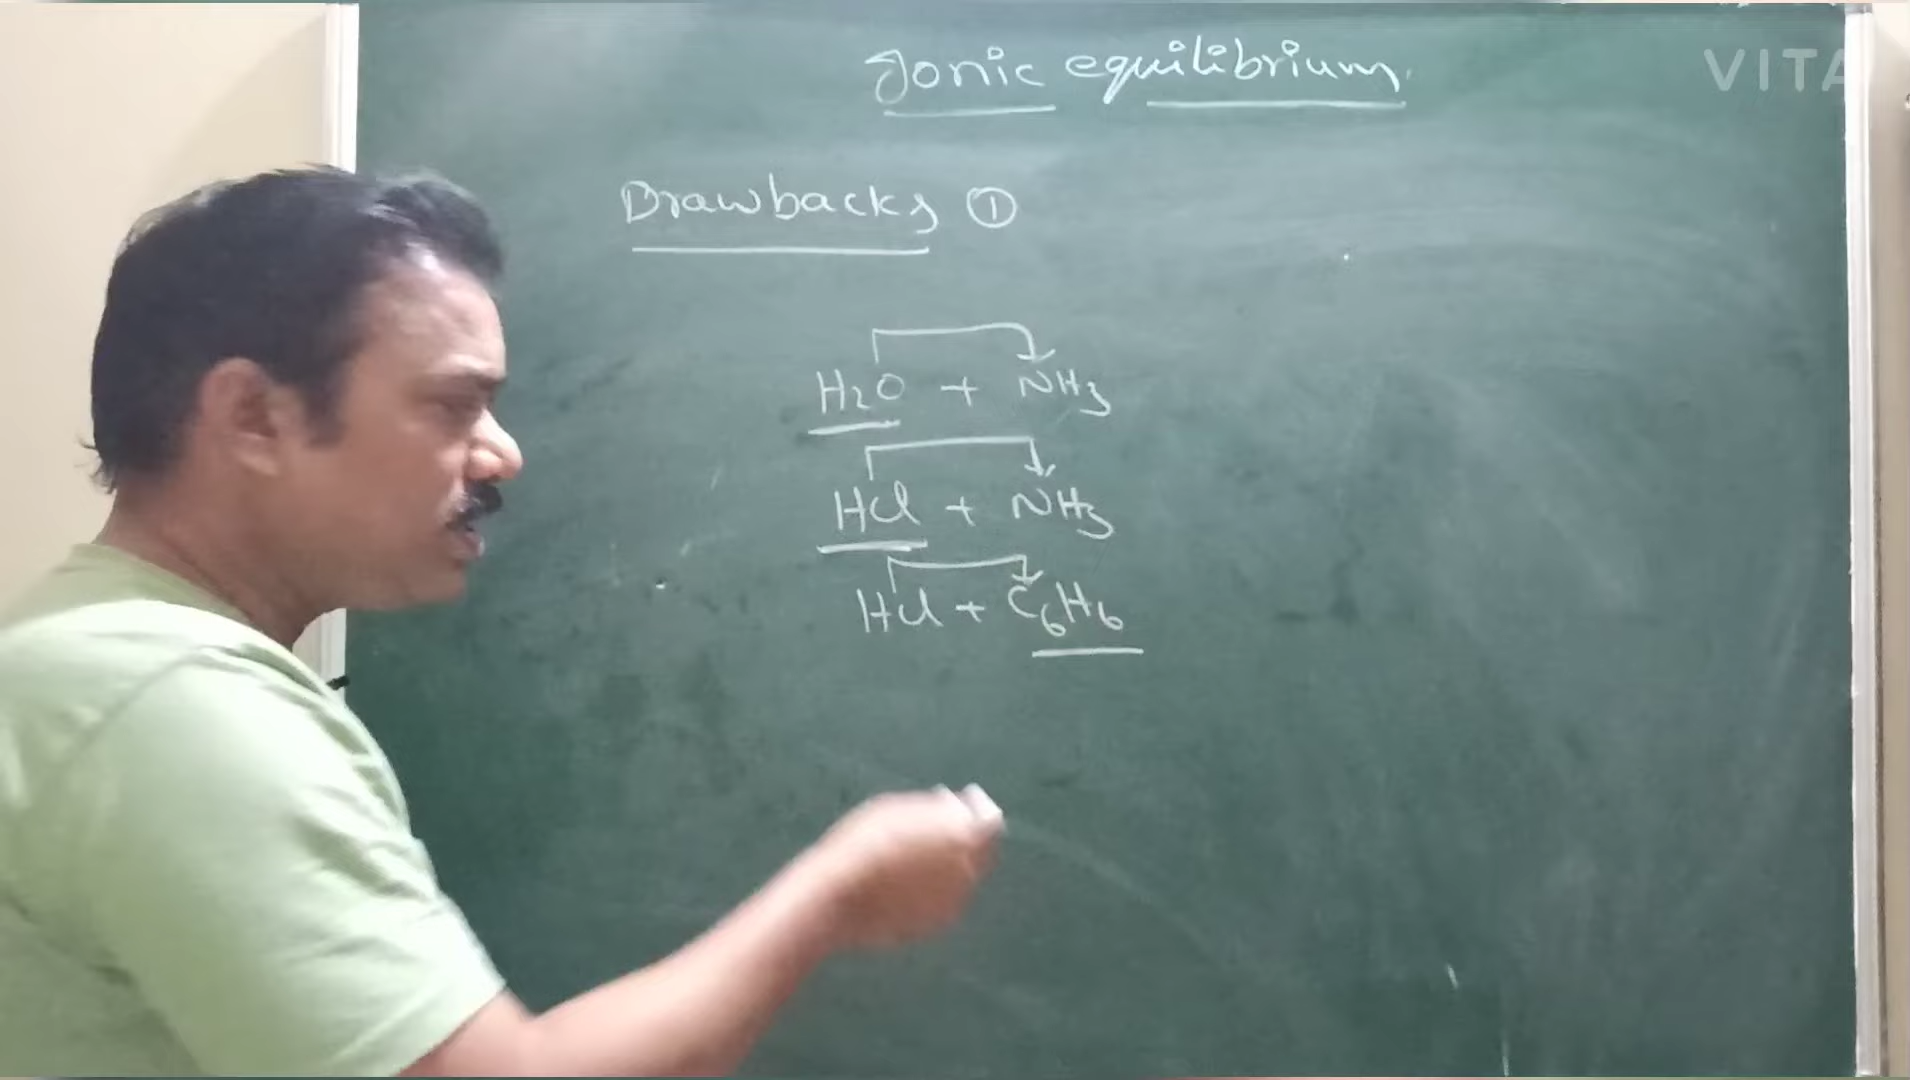 Ionic equilibrium
VITA
Drawbacks ①
H₂O + NH₃
HCl + NH₃
HCl + C₆H₆